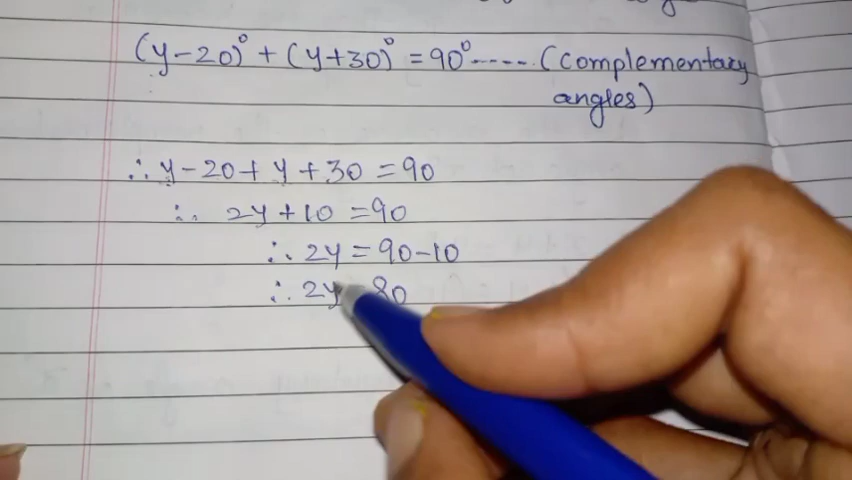 (y-20)° + (y+30)° = 90° ----- (complementary
angles)
∴ y-20+y+30 = 90
∴ 2y+10 = 90
∴ 2y = 90-10
∴ 2y 80